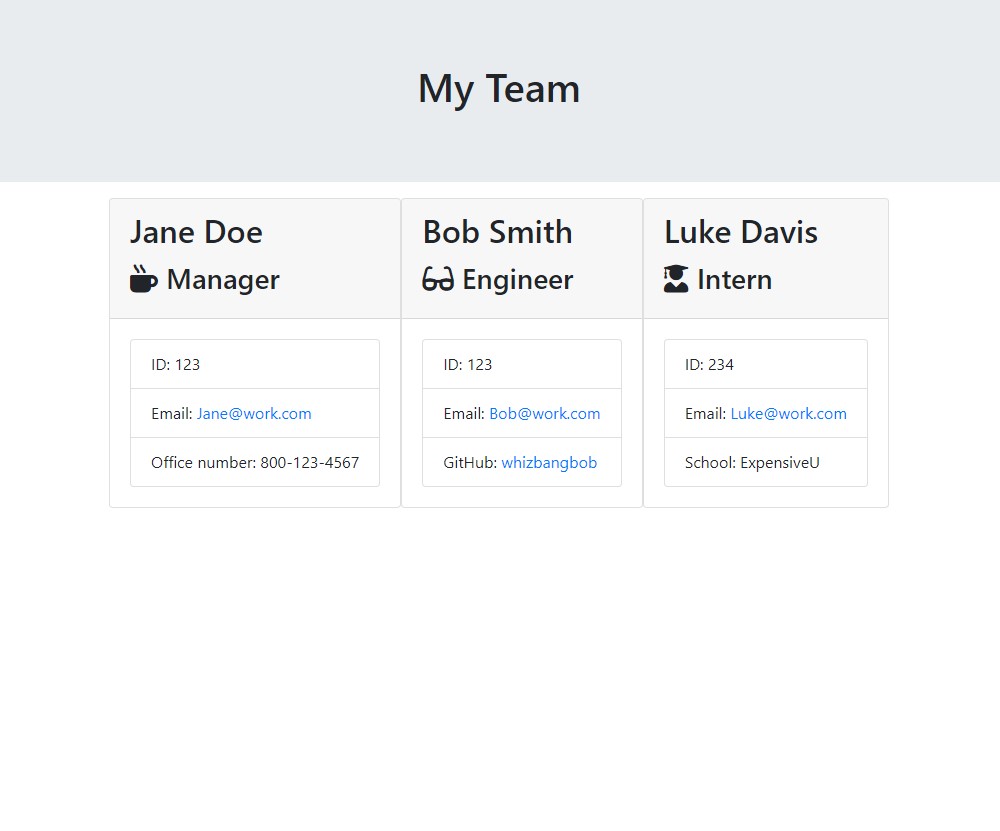 My Team
Jane Doe
Manager
ID: 123
Email: Jane@work.com
Office number: 800-123-4567
Bob Smith
Engineer
ID: 123
Email: Bob@work.com
GitHub: whizbangbob
Luke Davis
Intern
ID: 234
Email: Luke@work.com
School: ExpensiveU